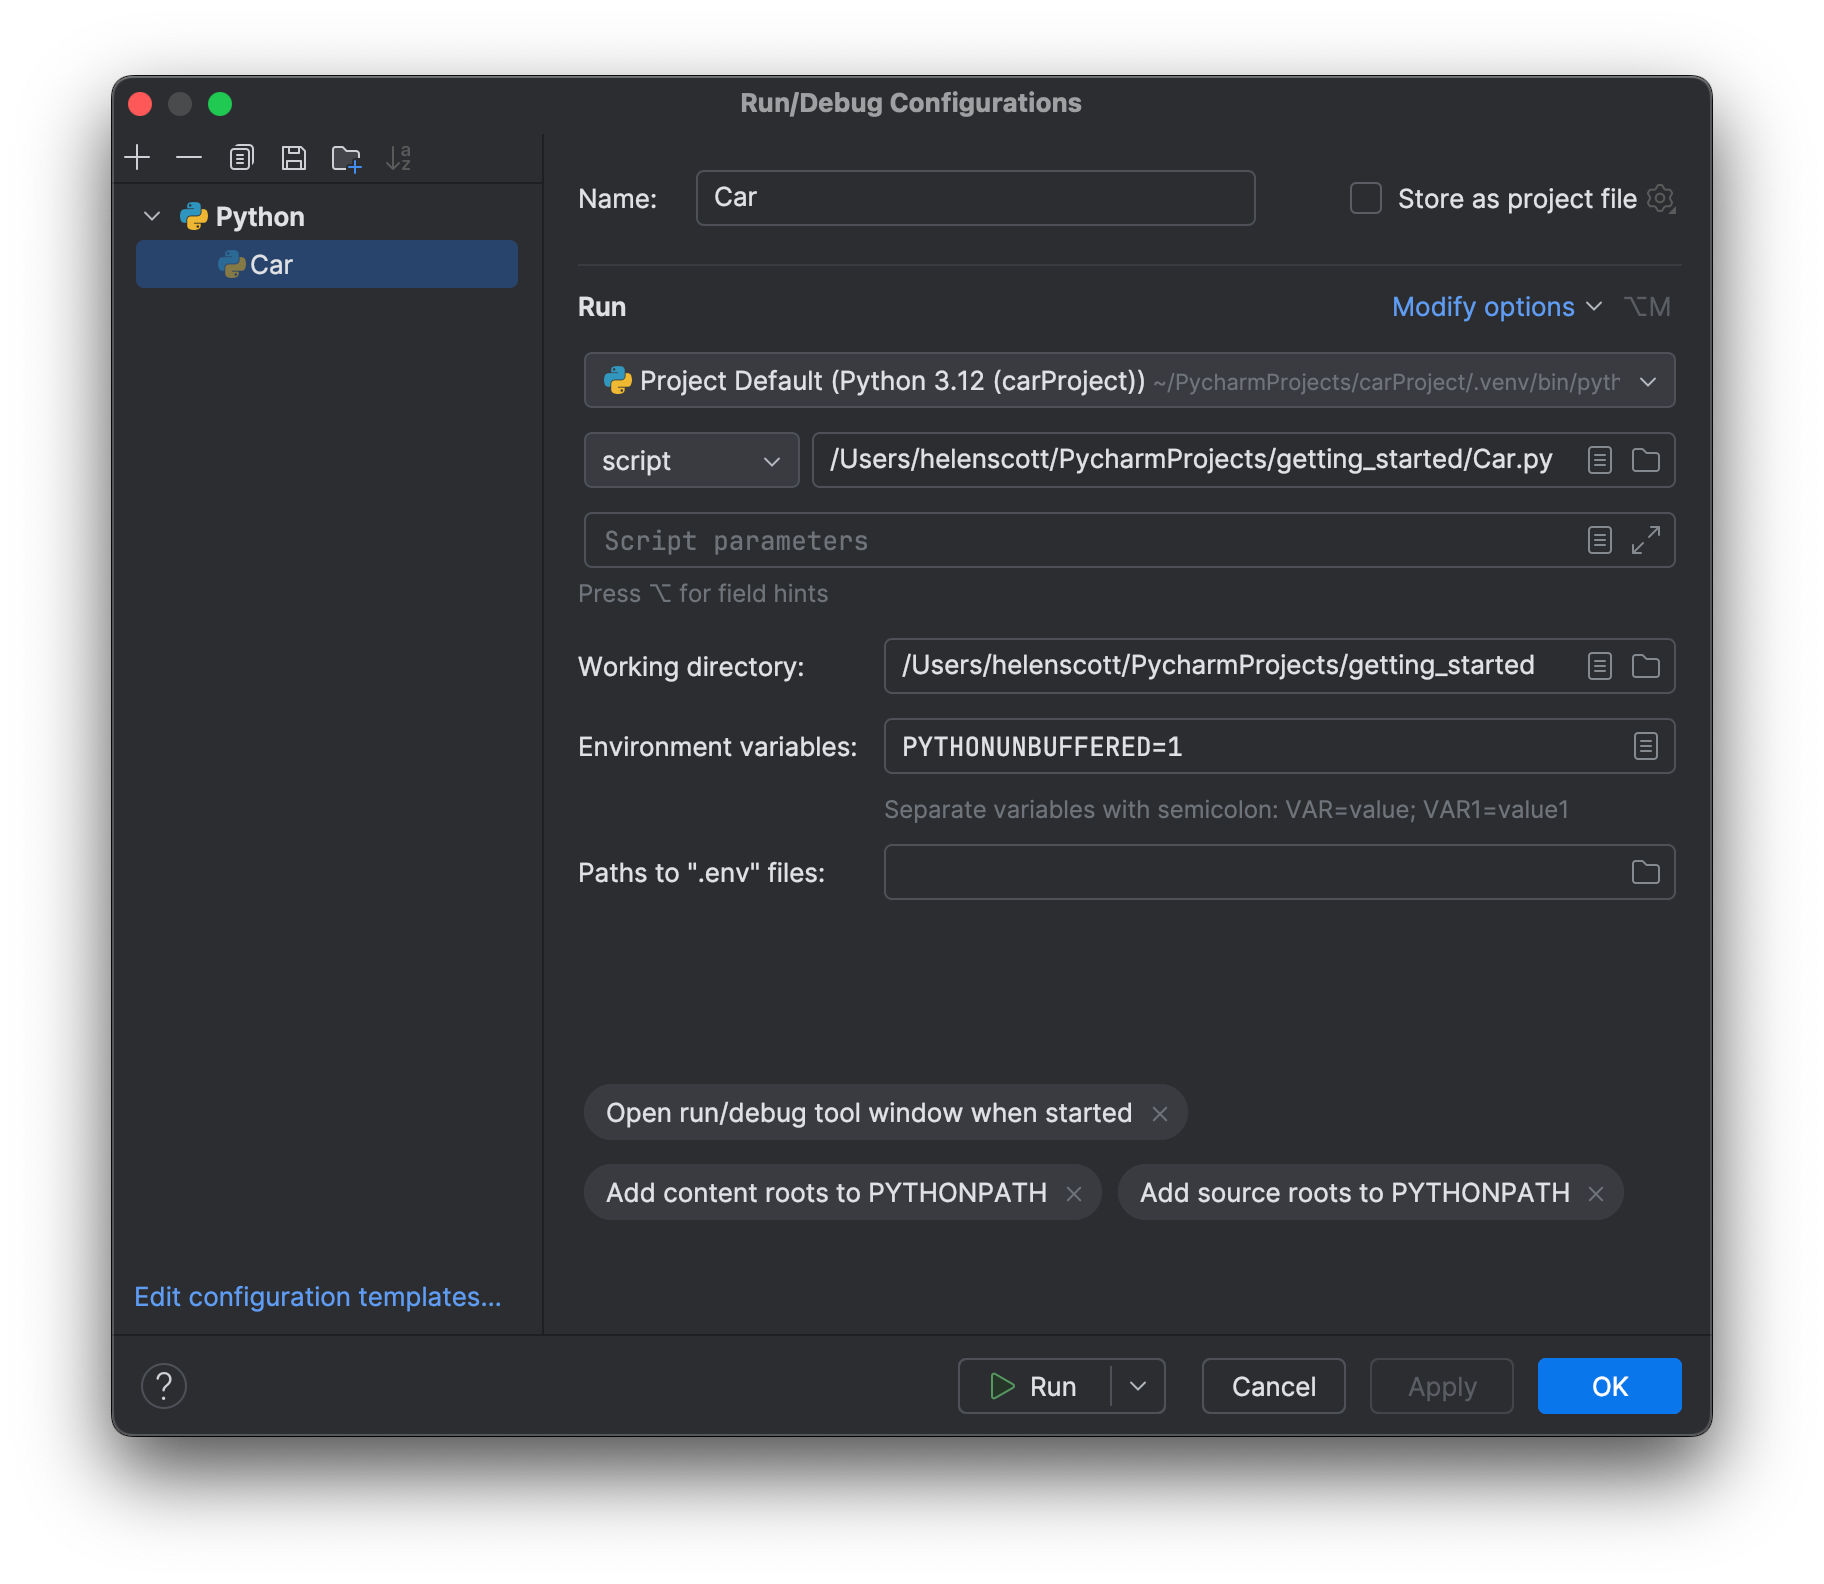 Run/Debug Configurations
Python
Car
Edit configuration templates...
Name: Car Store as project file
Run Modify options ⌥M
Project Default (Python 3.12 (carProject)) ~/PycharmProjects/carProject/.venv/bin/pyth
script /Users/helenscott/PycharmProjects/getting_started/Car.py
Script parameters
Press ⌥ for field hints
Working directory: /Users/helenscott/PycharmProjects/getting_started
Environment variables: PYTHONUNBUFFERED=1
Separate variables with semicolon: VAR=value; VAR1=value1
Paths to ".env" files:
Open run/debug tool window when started
Add content roots to PYTHONPATH Add source roots to PYTHONPATH
? Run Cancel Apply OK